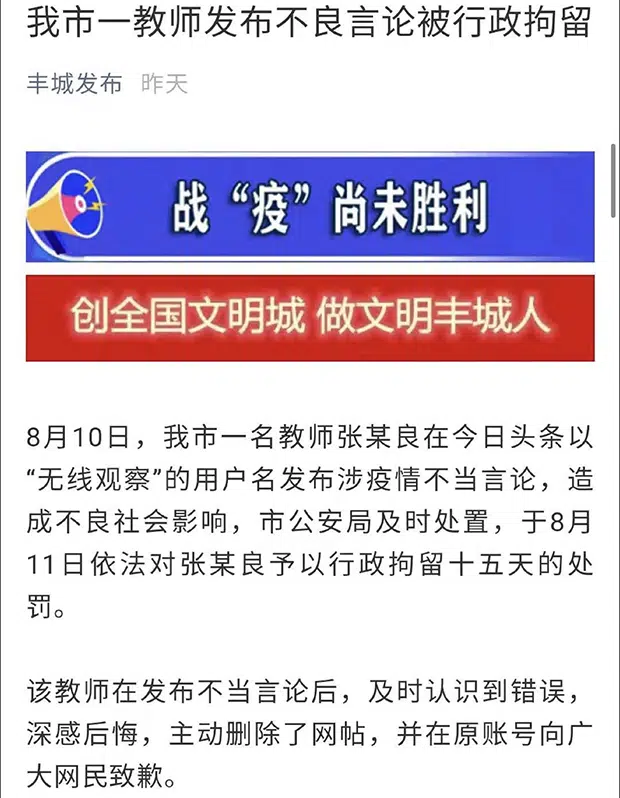 我市一教师发布不良言论被行政拘留
丰城发布 昨天
战“疫”尚未胜利
创全国文明城 做文明丰城人
8月10日，我市一名教师张某良在今日头条以
“无线观察”的用户名发布涉疫情不当言论，造
成不良社会影响，市公安局及时处置，于8月
11日依法对张某良予以行政拘留十五天的处
罚。
该教师在发布不当言论后，及时认识到错误，
深感后悔，主动删除了网帖，并在原账号向广
大网民致歉。